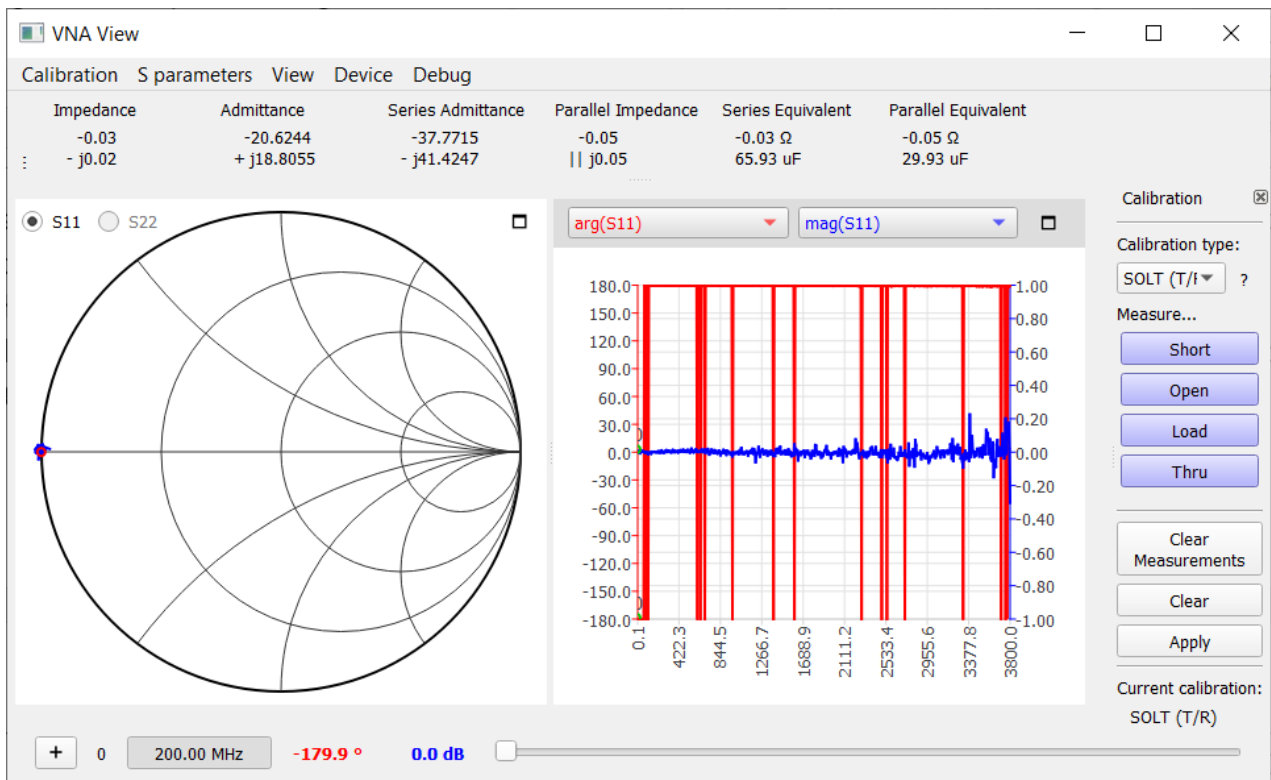 VNA View
Calibration S parameters View Device Debug
Impedance Admittance Series Admittance Parallel Impedance Series Equivalent Parallel Equivalent
-0.03 -20.6244 -37.7715 -0.05 -0.03 Ω -0.05 Ω
- j0.02 + j18.8055 - j41.4247 || j0.05 65.93 uF 29.93 uF
S11 S22
arg(S11) mag(S11)
180.0
150.0
120.0
90.0
60.0
30.0
0.0
-30.0
-60.0
-90.0
-120.0
-150.0
-180.0
1.00
0.80
0.60
0.40
0.20
0.00
-0.20
-0.40
-0.60
-0.80
-1.00
0.1
422.3
844.5
1266.7
1688.9
2111.2
2533.4
2955.6
3377.8
3800.0
Calibration
Calibration type:
SOLT (T/ ?
Measure...
Short
Open
Load
Thru
Clear
Measurements
Clear
Apply
Current calibration:
SOLT (T/R)
+ 0 200.00 MHz -179.9 ° 0.0 dB